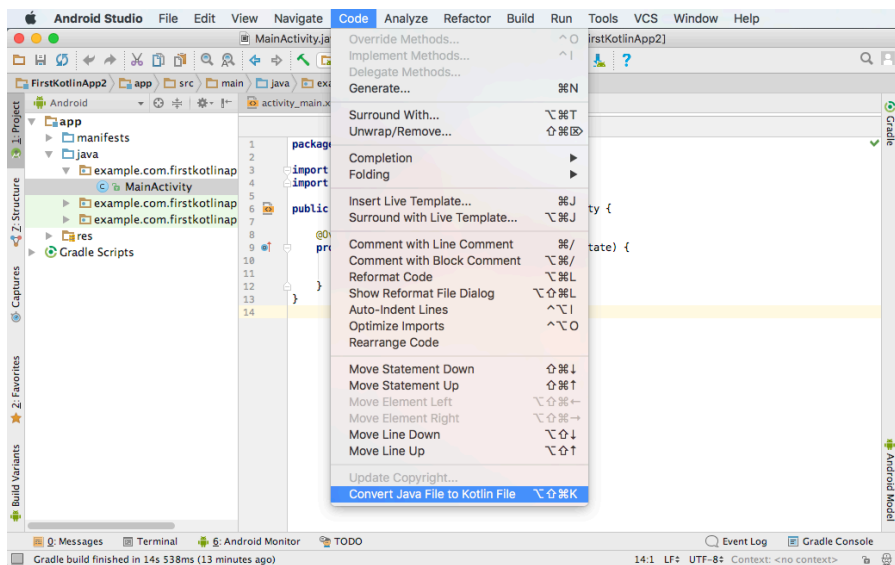 Android Studio File Edit View Navigate Code Analyze Refactor Build Run Tools VCS Window Help
MainActivity.ja
irstKotlinApp2]
FirstKotlinApp2 app src main java exa
Android
activity_main.x
1: Project
Z: Structure
Captures
2: Favorites
Build Variants
app
manifests
java
example.com.firstkotlinap
MainActivity
example.com.firstkotlinap
example.com.firstkotlinap
res
Gradle Scripts
1 package
2
3 import
4 import
5
6 public ty {
7
8 @Ov
9 pro tate) {
10
11
12 }
13 }
14
Override Methods... ^O
Implement Methods... ^I
Delegate Methods...
Generate... ⌘N
Surround With... ⌥⌘T
Unwrap/Remove... ⇧⌘⌦
Completion ▶
Folding ▶
Insert Live Template... ⌘J
Surround with Live Template... ⌥⌘J
Comment with Line Comment ⌘/
Comment with Block Comment ⌥⌘/
Reformat Code ⌥⌘L
Show Reformat File Dialog ⌥⇧⌘L
Auto-Indent Lines ^⌥I
Optimize Imports ^⌥O
Rearrange Code
Move Statement Down ⇧⌘↓
Move Statement Up ⇧⌘↑
Move Element Left ⌥⇧⌘←
Move Element Right ⌥⇧⌘→
Move Line Down ⌥⇧↓
Move Line Up ⌥⇧↑
Update Copyright...
Convert Java File to Kotlin File ⌥⇧⌘K
Gradle
Android Model
0: Messages Terminal 6: Android Monitor TODO Event Log Gradle Console
Gradle build finished in 14s 538ms (13 minutes ago) 14:1 LF÷ UTF-8÷ Context: <no context>